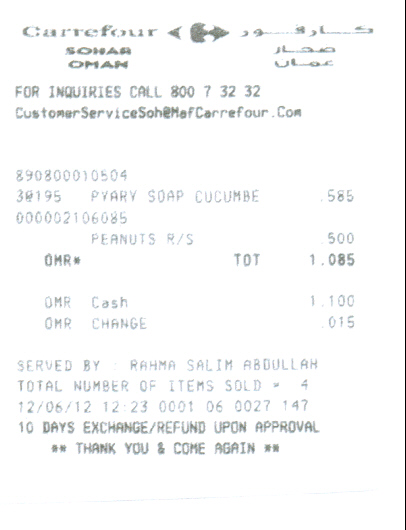 Carrefour كارفور
SOHAR صحار
OMAN عمان
FOR INQUIRIES CALL 800 7 32 32
CustomerServiceSoh@MafCarrefour.Com
890800010504
30195 PYARY SOAP CUCUMBE .585
000002106085
PEANUTS R/S .500
OMR* TOT 1.085
OMR Cash 1.100
OMR CHANGE .015
SERVED BY : RAHMA SALIM ABDULLAH
TOTAL NUMBER OF ITEMS SOLD = 4
12/06/12 12:23 0001 06 0027 147
10 DAYS EXCHANGE/REFUND UPON APPROVAL
** THANK YOU & COME AGAIN **